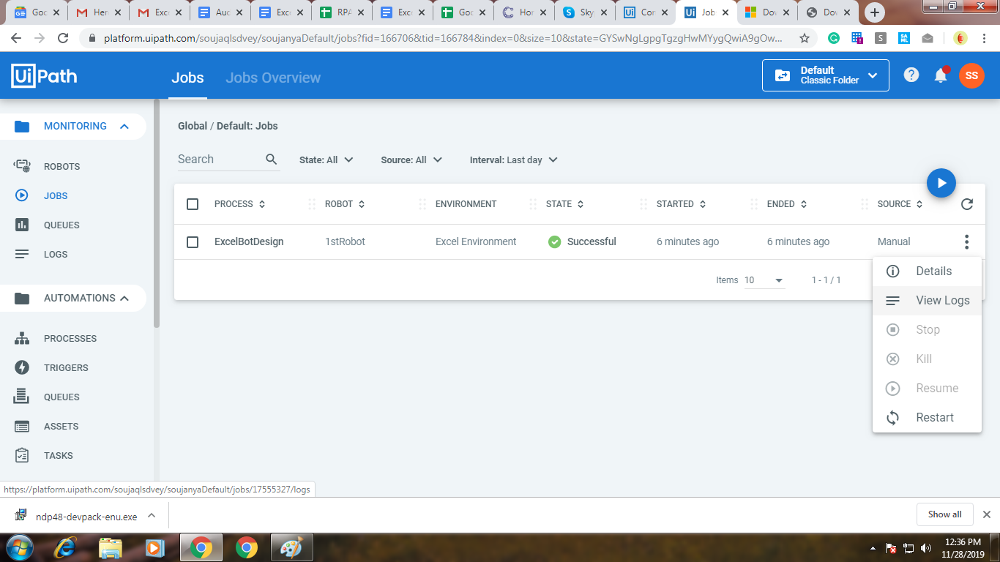 Goo
Her
Exce
Auc
Exce
RPA
Exce
Goo
Hor
Sky
Cor
Job
Dov
Dov
platform.uipath.com/soujaqlsdvey/soujanyaDefault/jobs?fid=166706&tid=166784&index=0&size=10&state=GYSwNgLgpgTgzgHwMYygQwiA9gOw...
UiPath
Jobs
Jobs Overview
Default
Classic Folder
SS
MONITORING
ROBOTS
JOBS
QUEUES
LOGS
AUTOMATIONS
PROCESSES
TRIGGERS
QUEUES
ASSETS
TASKS
Global / Default: Jobs
Search
State: All
Source: All
Interval: Last day
PROCESS ROBOT ENVIRONMENT STATE STARTED ENDED SOURCE
ExcelBotDesign 1stRobot Excel Environment Successful 6 minutes ago 6 minutes ago Manual
Items 10 1 - 1 / 1
Details
View Logs
Stop
Kill
Resume
Restart
https://platform.uipath.com/soujaqlsdvey/soujanyaDefault/jobs/17555327/logs
ndp48-devpack-enu.exe
Show all
12:36 PM
11/28/2019